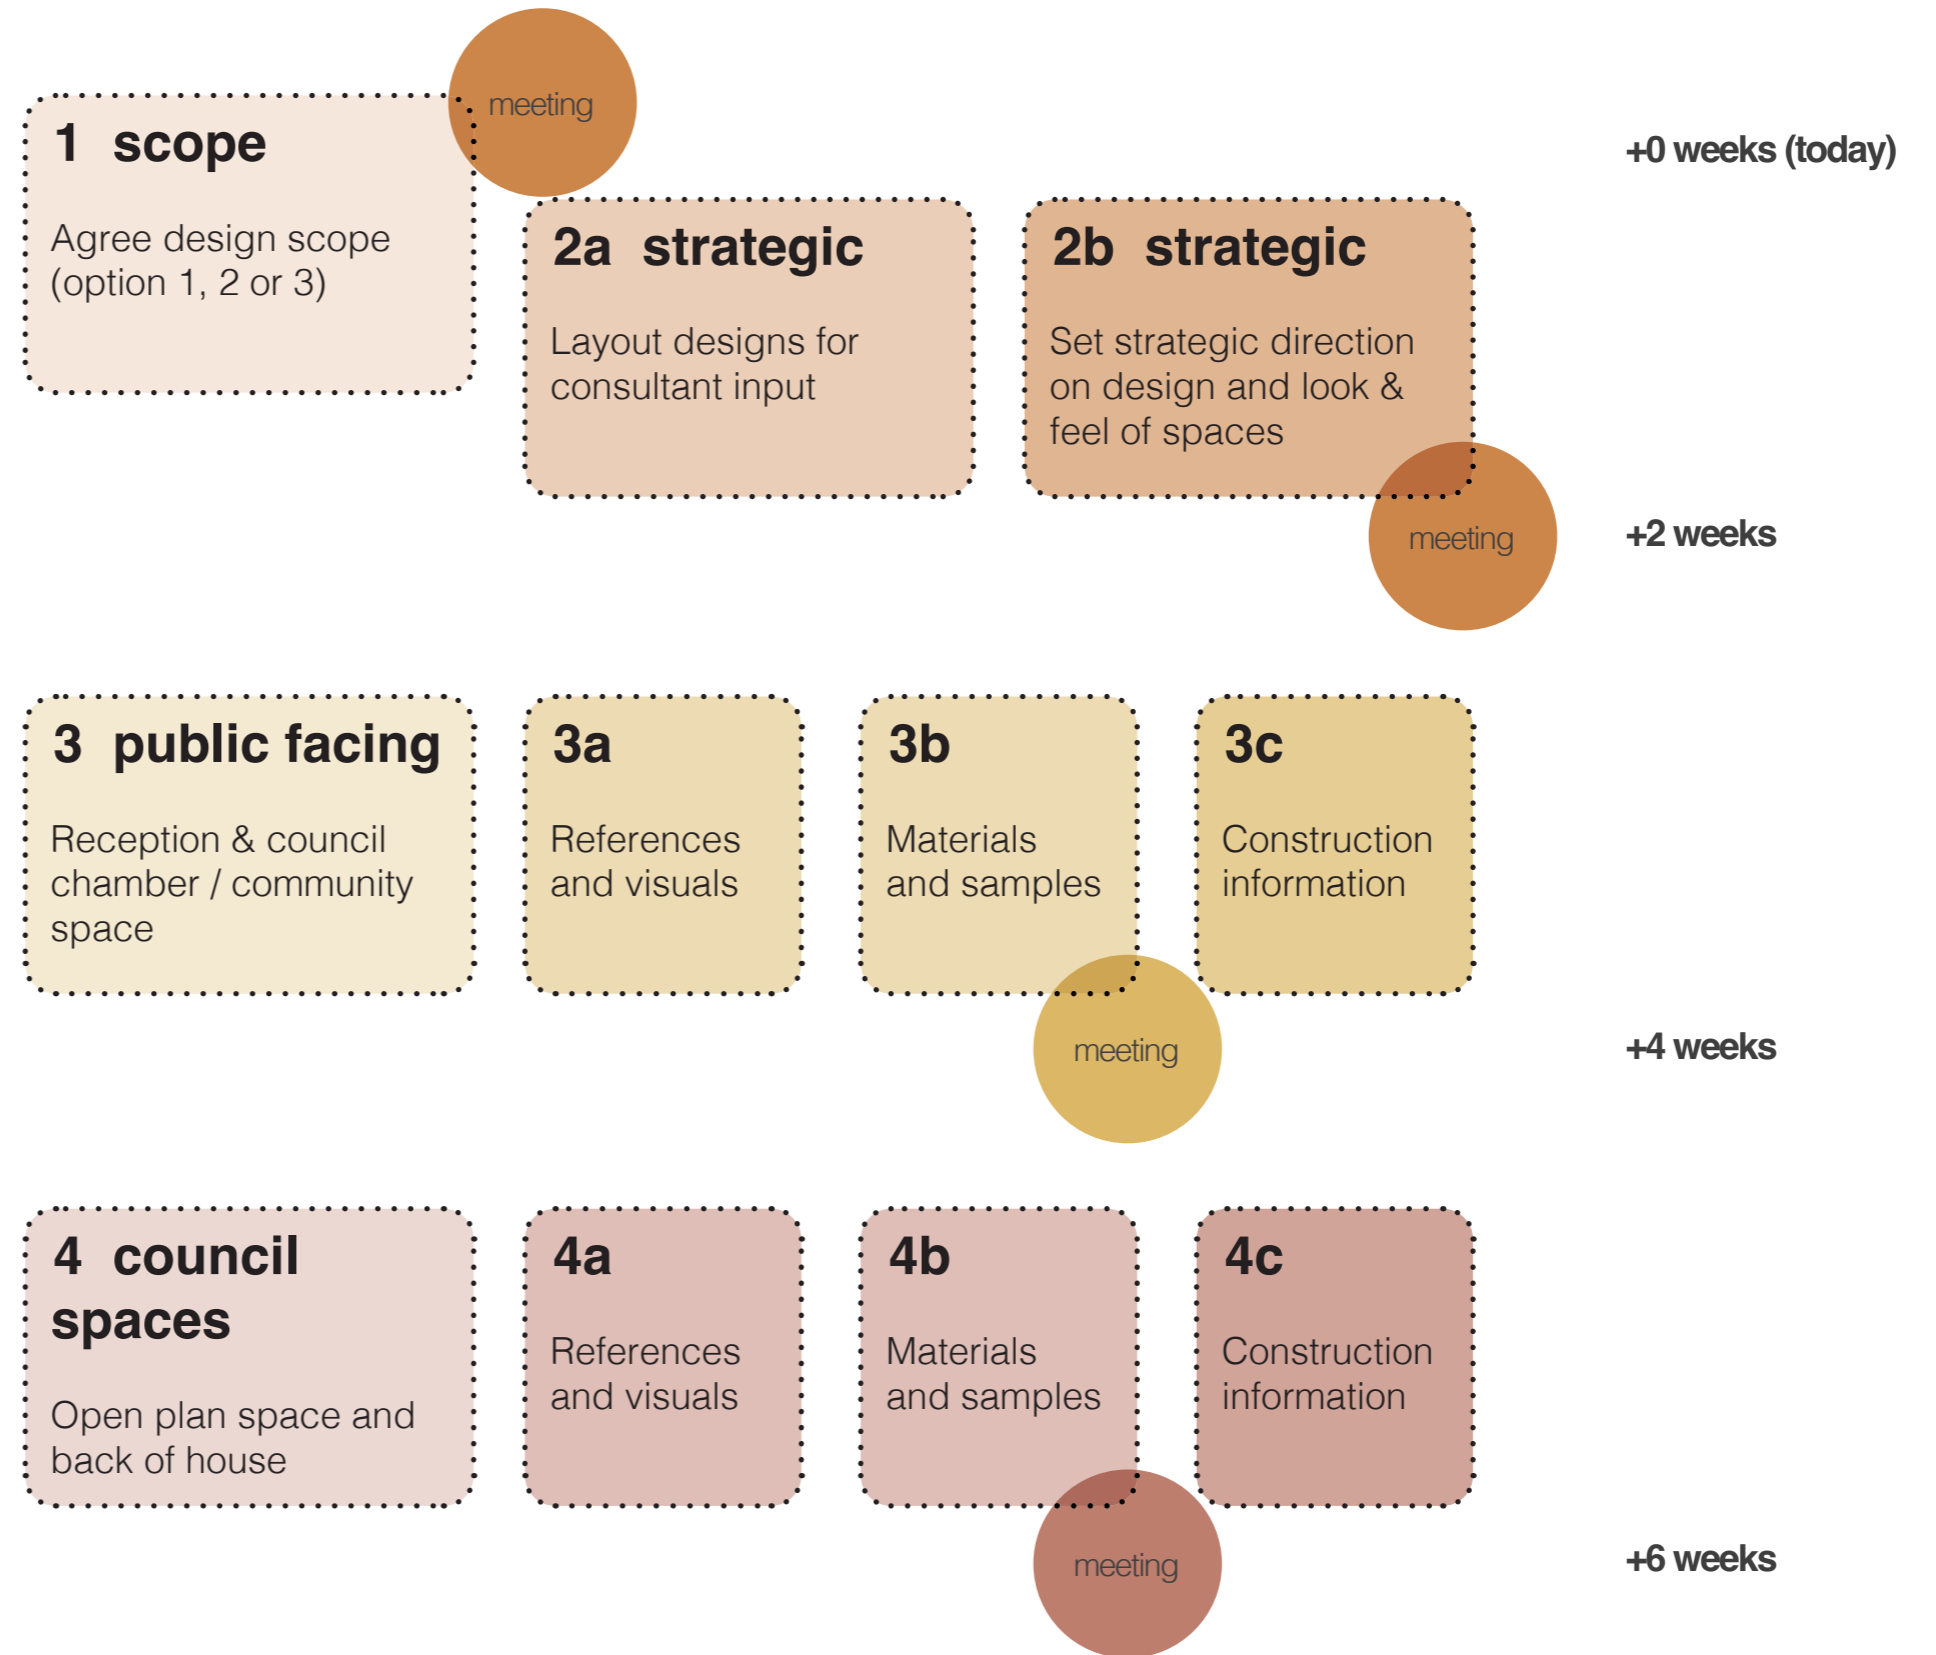 meeting
1 scope
+0 weeks (today)
Agree design scope
(option 1, 2 or 3)
2a strategic
Layout designs for
consultant input
2b strategic
Set strategic direction
on design and look &
feel of spaces
meeting
+2 weeks
3 public facing
Reception & council
chamber / community
space
3a
References
and visuals
3b
Materials
and samples
3c
Construction
information
meeting
+4 weeks
4 council
spaces
Open plan space and
back of house
4a
References
and visuals
4b
Materials
and samples
4c
Construction
information
meeting
+6 weeks